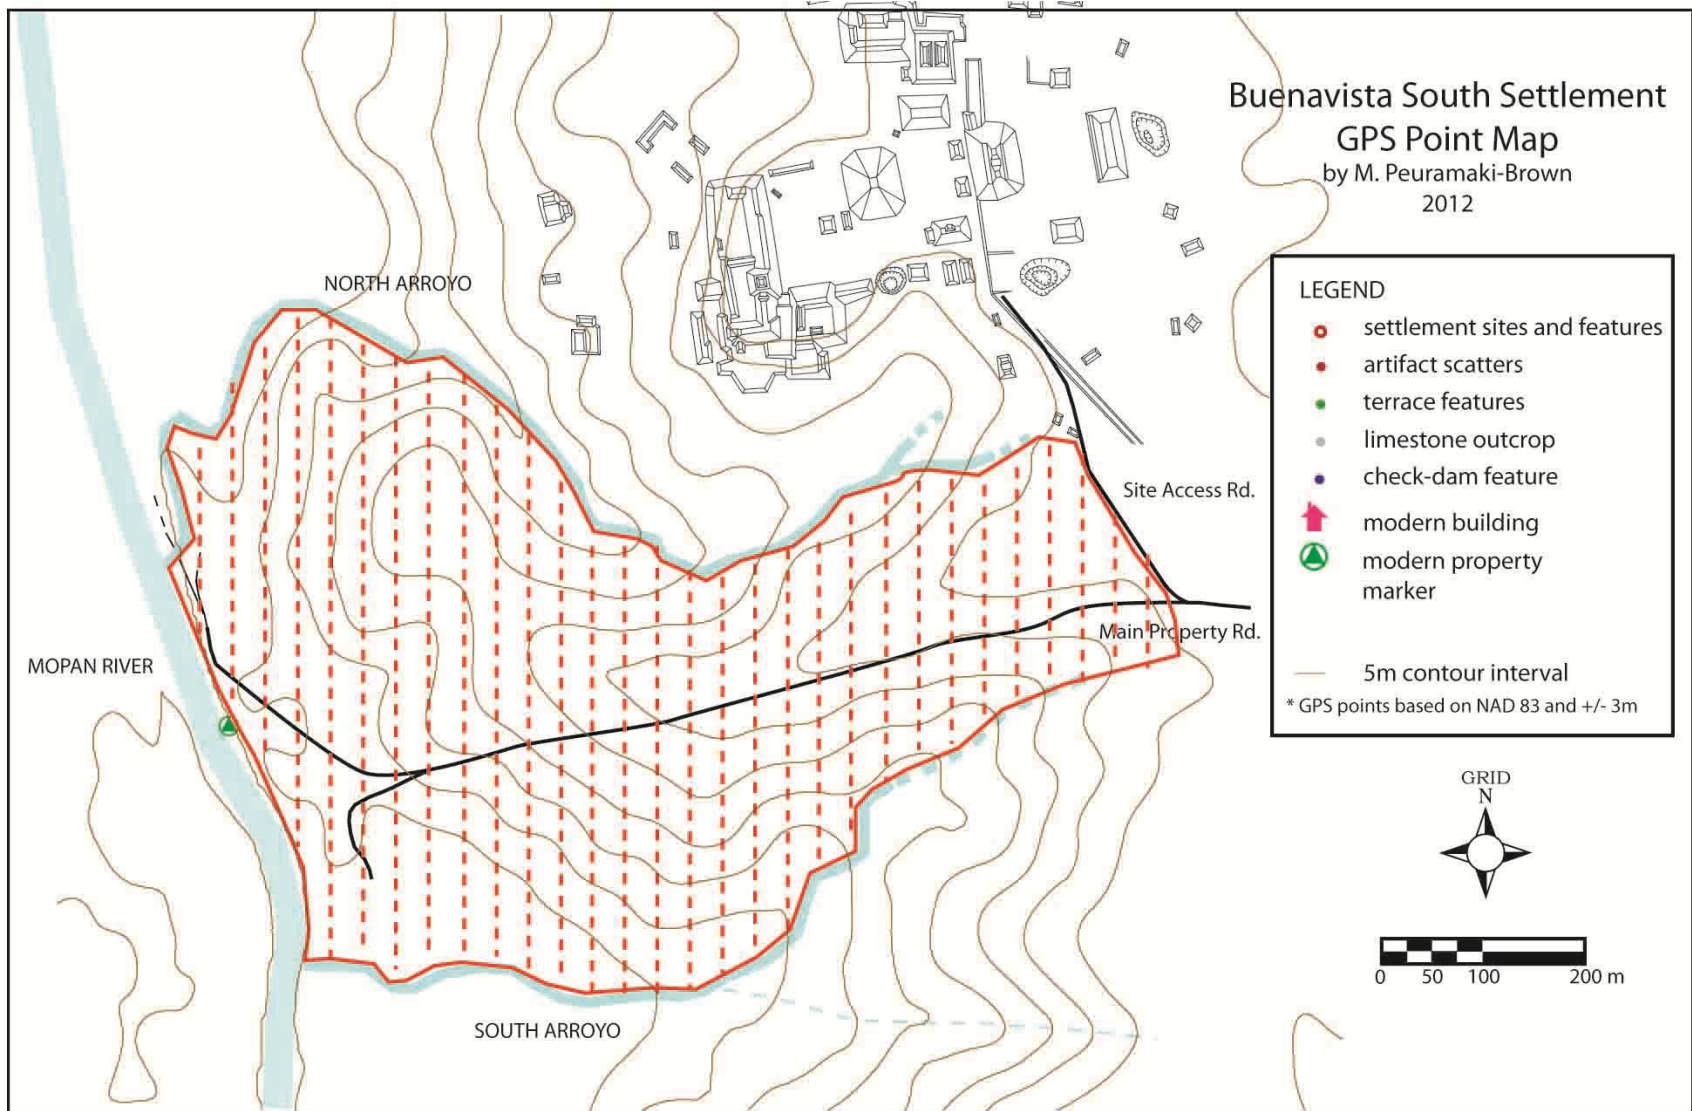 Buenavista South Settlement
GPS Point Map
by M. Peuramaki-Brown
2012
NORTH ARROYO
LEGEND
settlement sites and features
artifact scatters
terrace features
limestone outcrop
check-dam feature
modern building
modern property
marker
5m contour interval
* GPS points based on NAD 83 and +/- 3m
Site Access Rd.
Main Property Rd.
MOPAN RIVER
SOUTH ARROYO
GRID
N
0 50 100 200 m